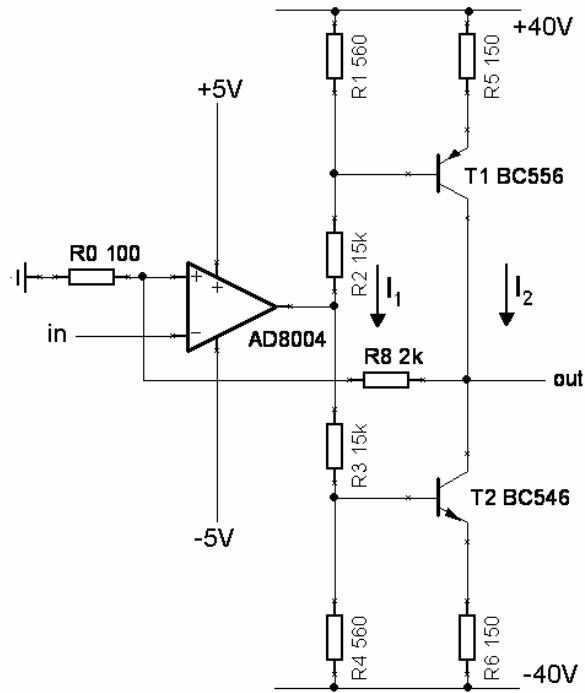 +40V
R1 560
R5 150
+5V
T1 BC556
R0 100
R2 15k
I1
I2
+
+
in
−
AD8004
R8 2k
out
R3 15k
T2 BC546
-5V
R4 560
R6 150
-40V